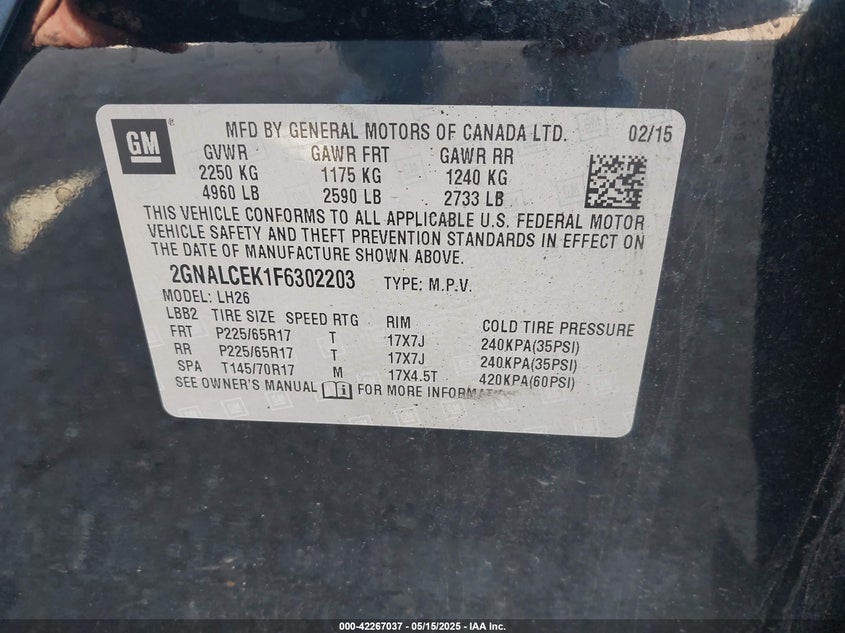 GM
MFD BY GENERAL MOTORS OF CANADA LTD. 02/15
GVWR GAWR FRT GAWR RR
2250 KG 1175 KG 1240 KG
4960 LB 2590 LB 2733 LB
THIS VEHICLE CONFORMS TO ALL APPLICABLE U.S. FEDERAL MOTOR
VEHICLE SAFETY AND THEFT PREVENTION STANDARDS IN EFFECT ON
THE DATE OF MANUFACTURE SHOWN ABOVE.
2GNALCEK1F6302203 TYPE: M.P.V.
MODEL: LH26
LBB2 TIRE SIZE SPEED RTG RIM COLD TIRE PRESSURE
FRT P225/65R17 T 17X7J 240KPA(35PSI)
RR P225/65R17 T 17X7J 240KPA(35PSI)
SPA T145/70R17 M 17X4.5T 420KPA(60PSI)
SEE OWNER'S MANUAL FOR MORE INFORMATION
000-42267037 - 05/15/2025 - IAA Inc.